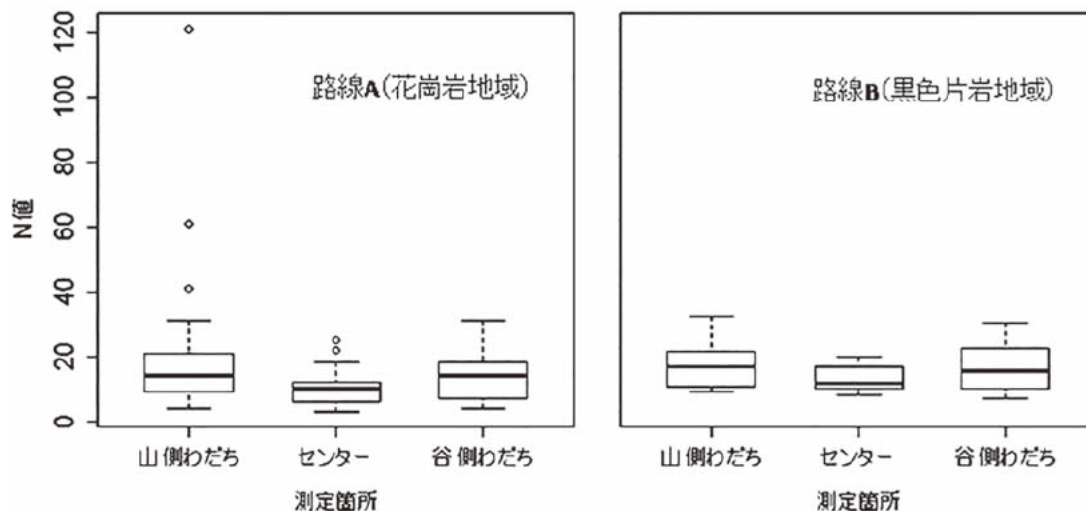 120
100
80
60
40
20
0
N値
路線A(花崗岩地域)
山側わだち
センター
谷側わだち
測定箇所
路線B(黒色片岩地域)
山側わだち
センター
谷側わだち
測定箇所